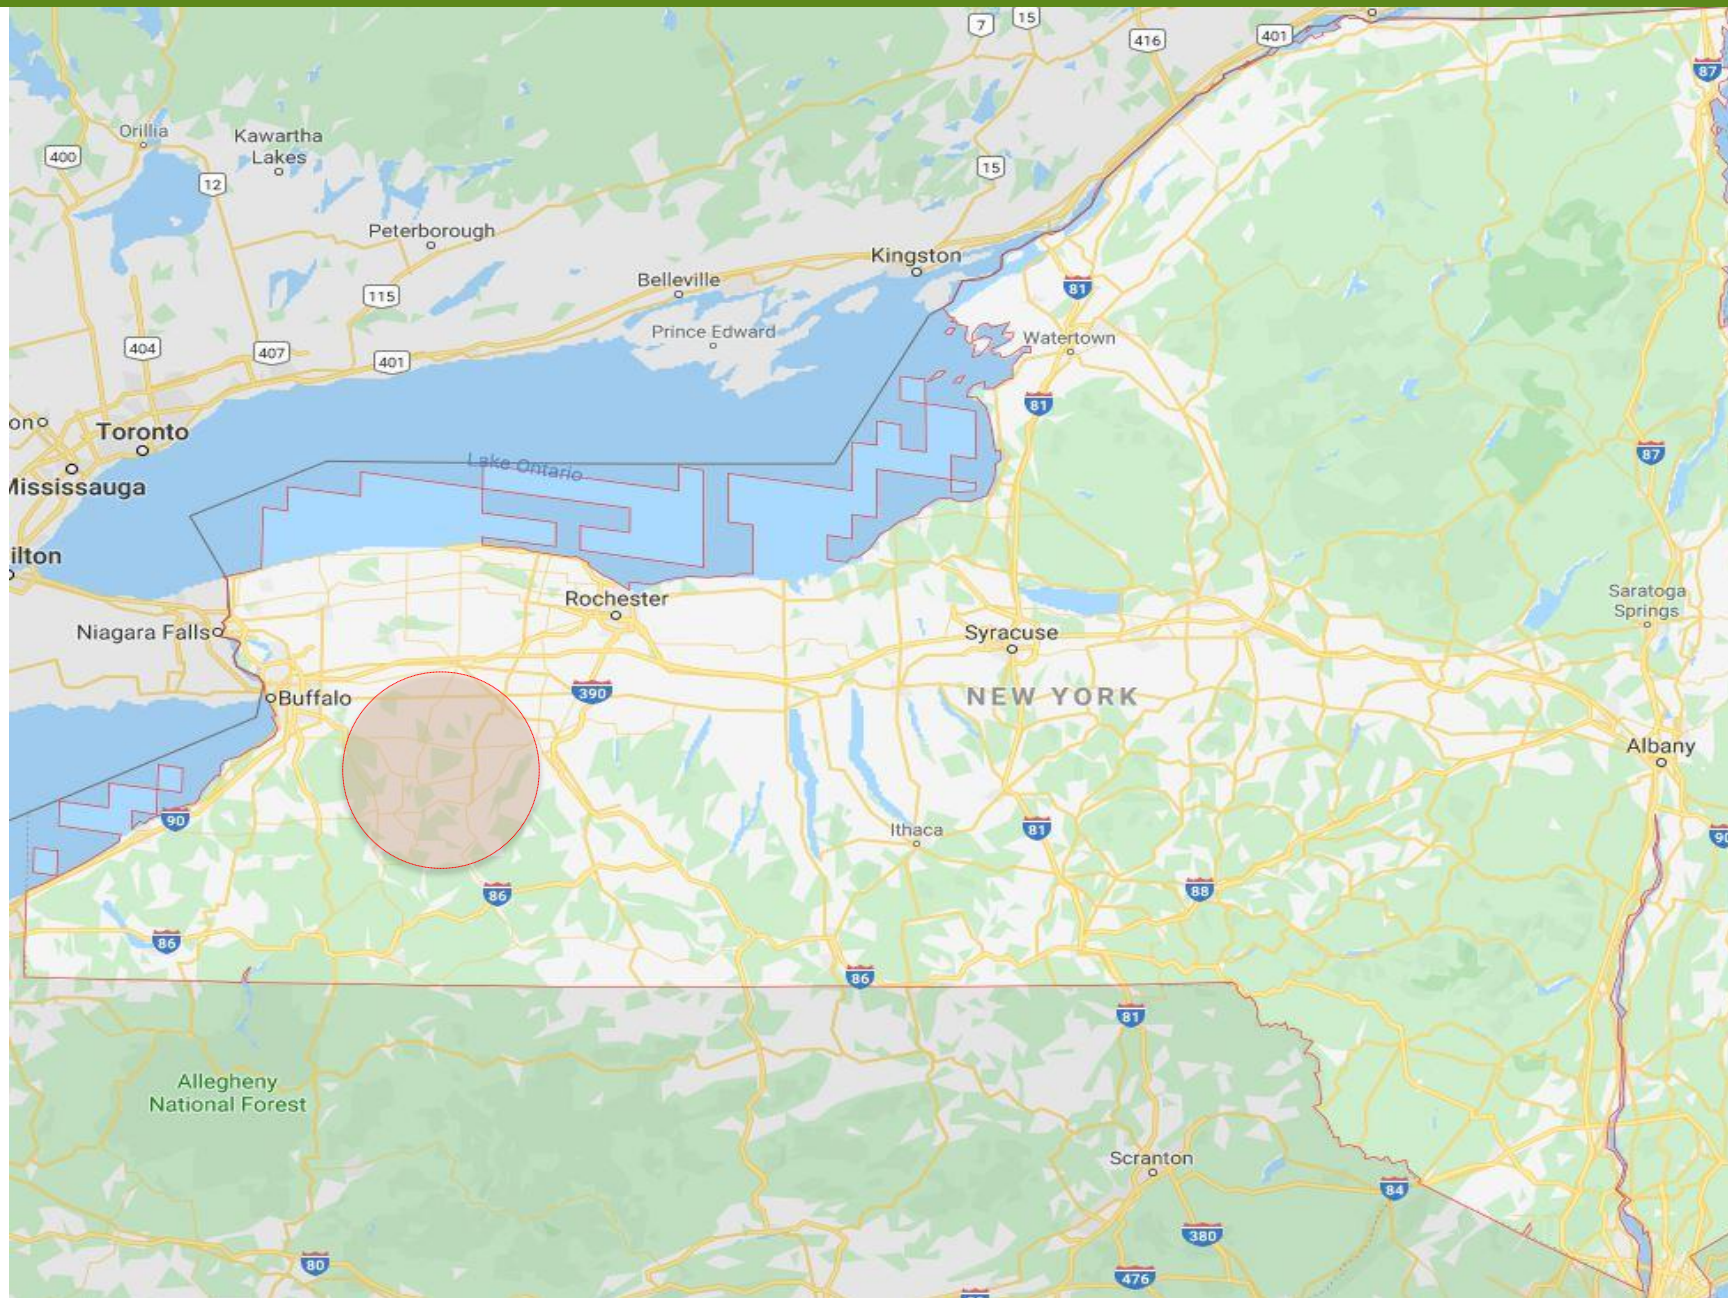 7
15
416
401
87
Orillia
Kawartha
Lakes
400
12
15
Peterborough
Kingston
Belleville
81
115
Prince Edward
Watertown
404
407
401
81
on
Toronto
87
Lake Ontario
Mississauga
ilton
Rochester
Saratoga
Springs
Niagara Falls
Syracuse
Buffalo
390
NEW YORK
Albany
90
Ithaca
81
90
86
88
86
86
81
Allegheny
National Forest
Scranton
84
380
80
476